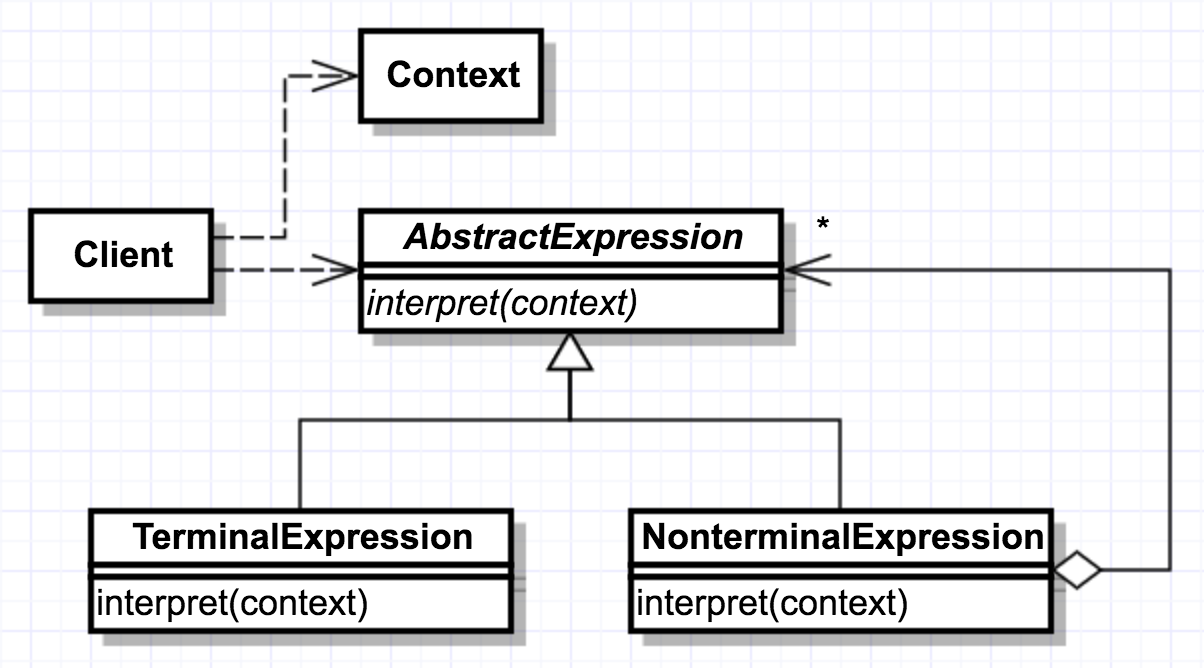 Context
Client
AbstractExpression
*
interpret(context)
TerminalExpression
NonterminalExpression
interpret(context)
interpret(context)